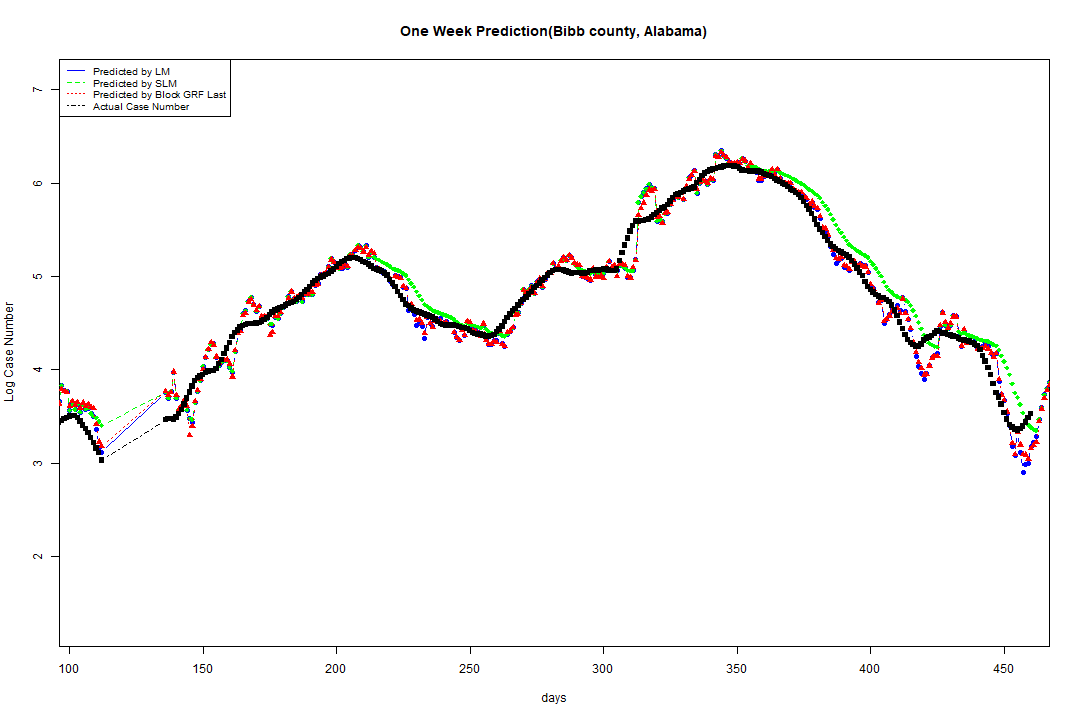 One Week Prediction(Bibb county, Alabama)
Predicted by LM
Predicted by SLM
Predicted by Block GRF Last
Actual Case Number
Log Case Number
7
6
5
4
3
2
100 150 200 250 300 350 400 450
days